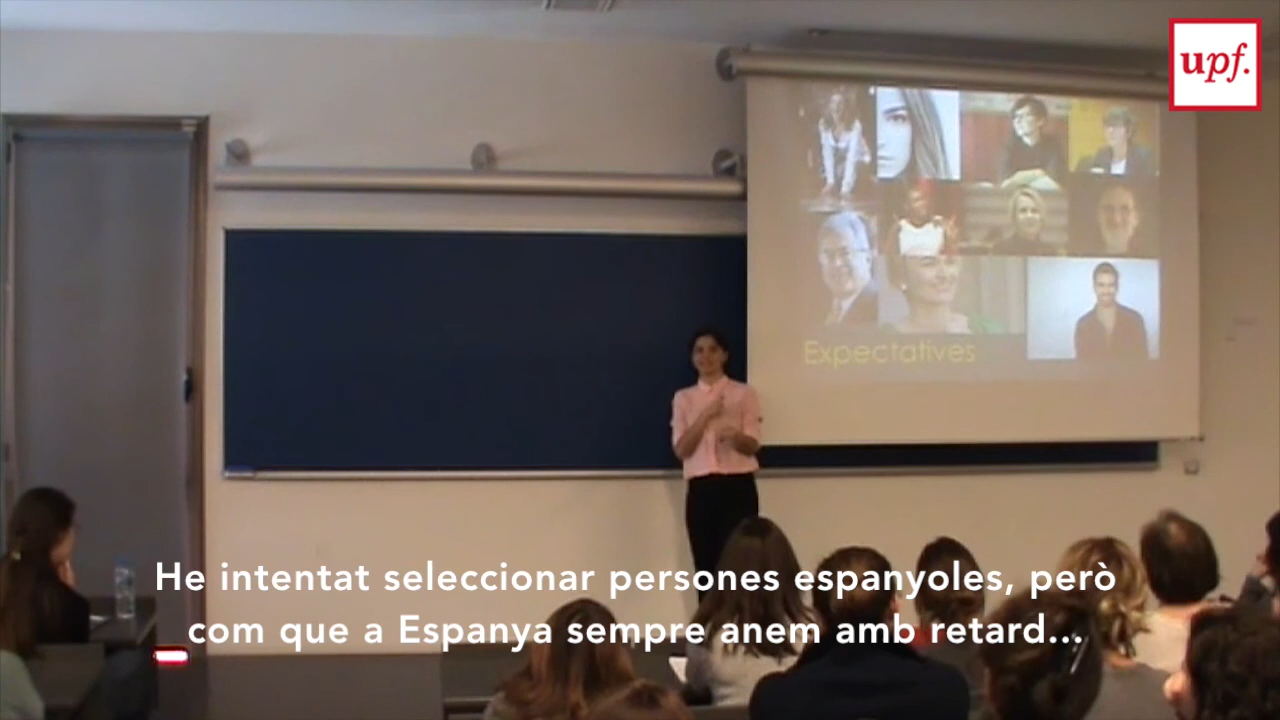 upf.
Expectatives
He intentat seleccionar persones espanyoles, però
com que a Espanya sempre anem amb retard...